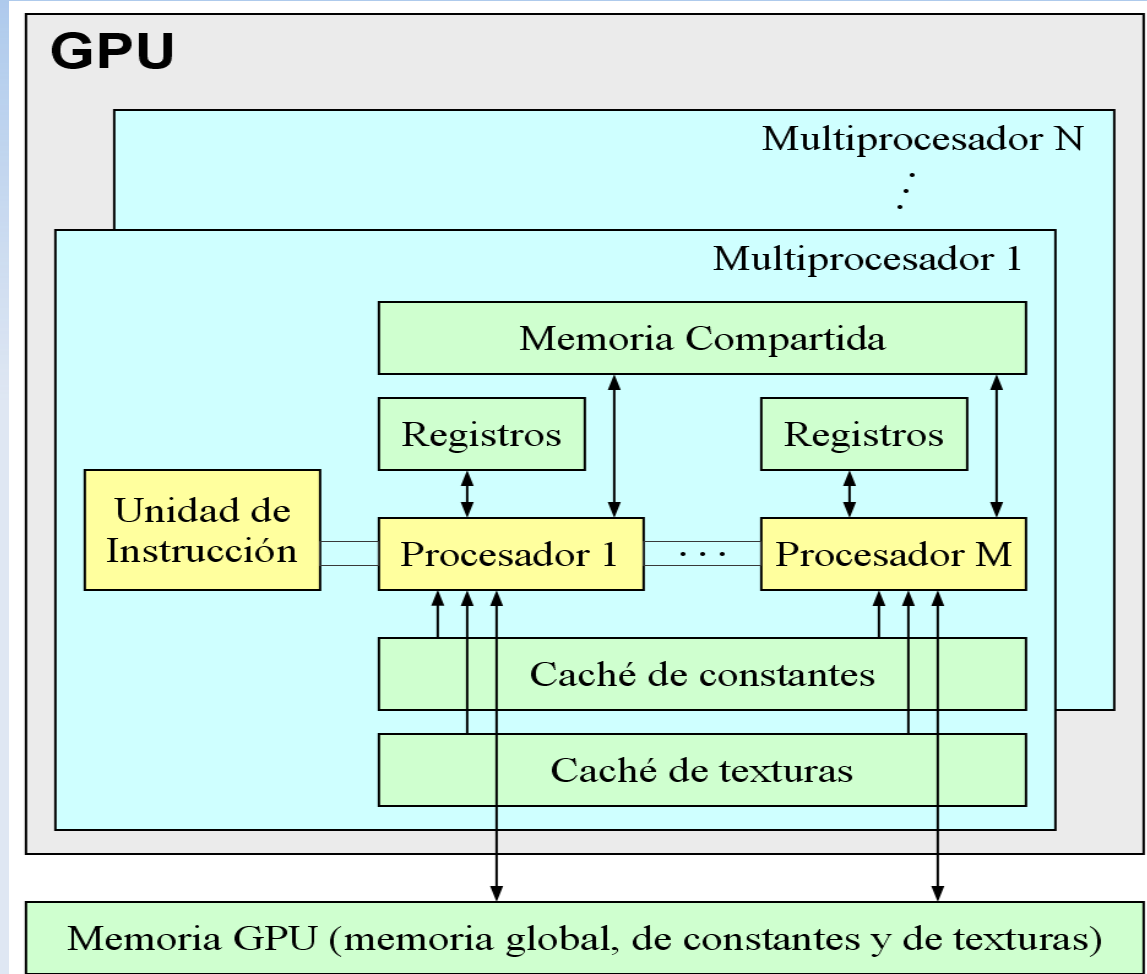 GPU
Multiprocesador N
Multiprocesador 1
Memoria Compartida
Registros
Registros
Unidad de
Instrucción
Procesador 1
. . .
Procesador M
Caché de constantes
Caché de texturas
Memoria GPU (memoria global, de constantes y de texturas)